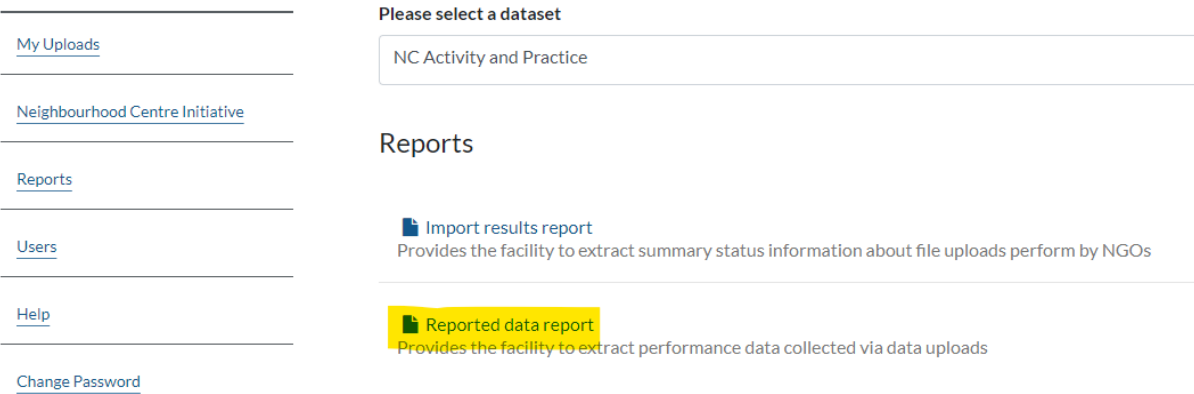 My Uploads
Neighbourhood Centre Initiative
Reports
Users
Help
Change Password
Please select a dataset
NC Activity and Practice
Reports
Import results report
Provides the facility to extract summary status information about file uploads perform by NGOs
Reported data report
Provides the facility to extract performance data collected via data uploads